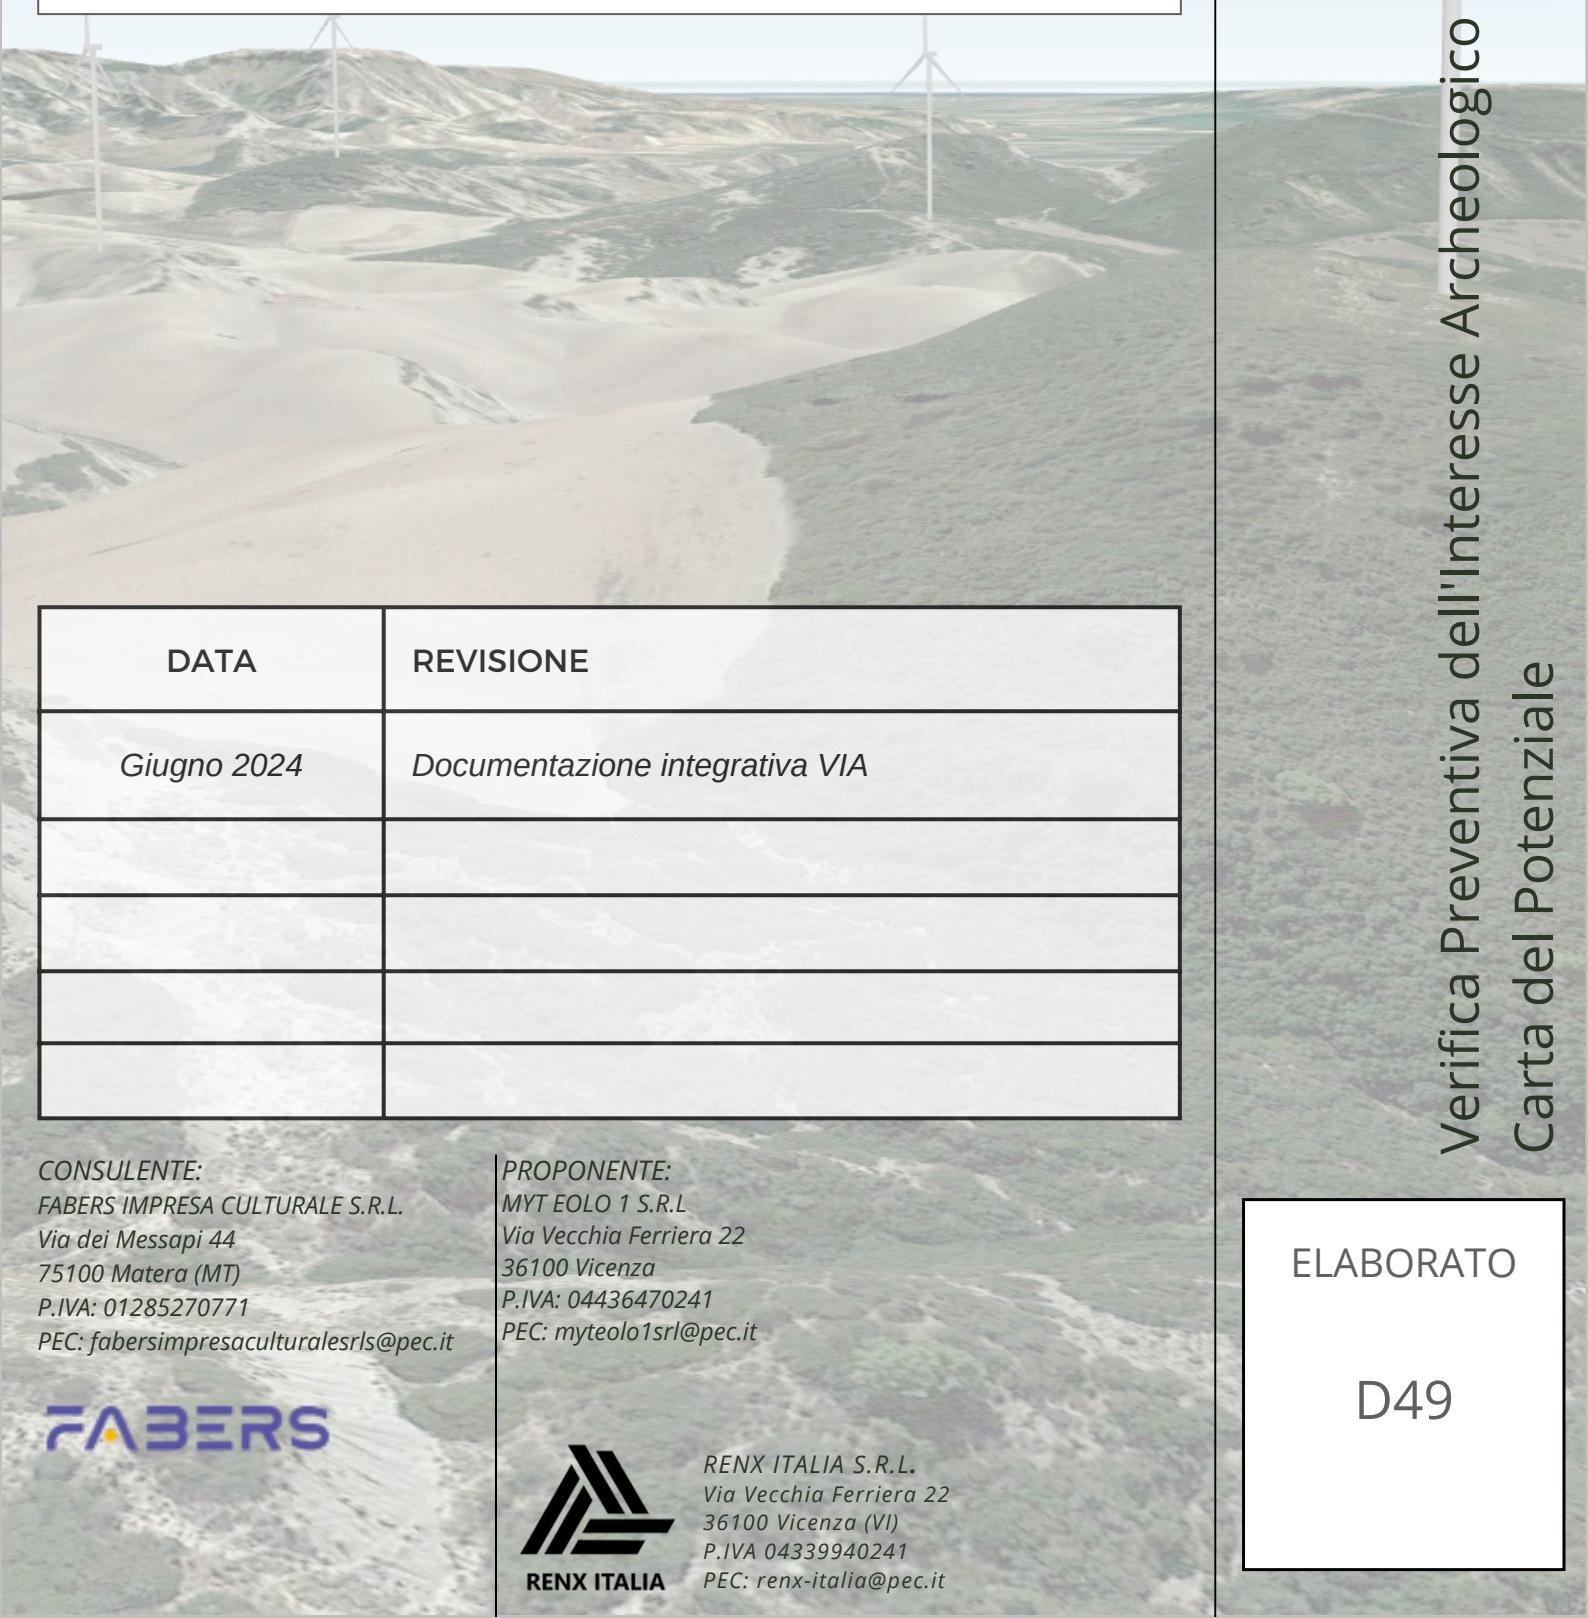 Verifica Preventiva dell'Interesse Archeologico
Carta del Potenziale
DATA
REVISIONE
Giugno 2024
Documentazione integrativa VIA
CONSULENTE:
FABERS IMPRESA CULTURALE S.R.L.
Via dei Messapi 44
75100 Matera (MT)
P.IVA: 01285270771
PEC: fabersimpresaculturalesrls@pec.it
FABERS
PROPONENTE:
MYT EOLO 1 S.R.L
Via Vecchia Ferriera 22
36100 Vicenza
P.IVA: 04436470241
PEC: myteolo1srl@pec.it
RENX ITALIA
RENX ITALIA S.R.L.
Via Vecchia Ferriera 22
36100 Vicenza (VI)
P.IVA 04339940241
PEC: renx-italia@pec.it
ELABORATO
D49